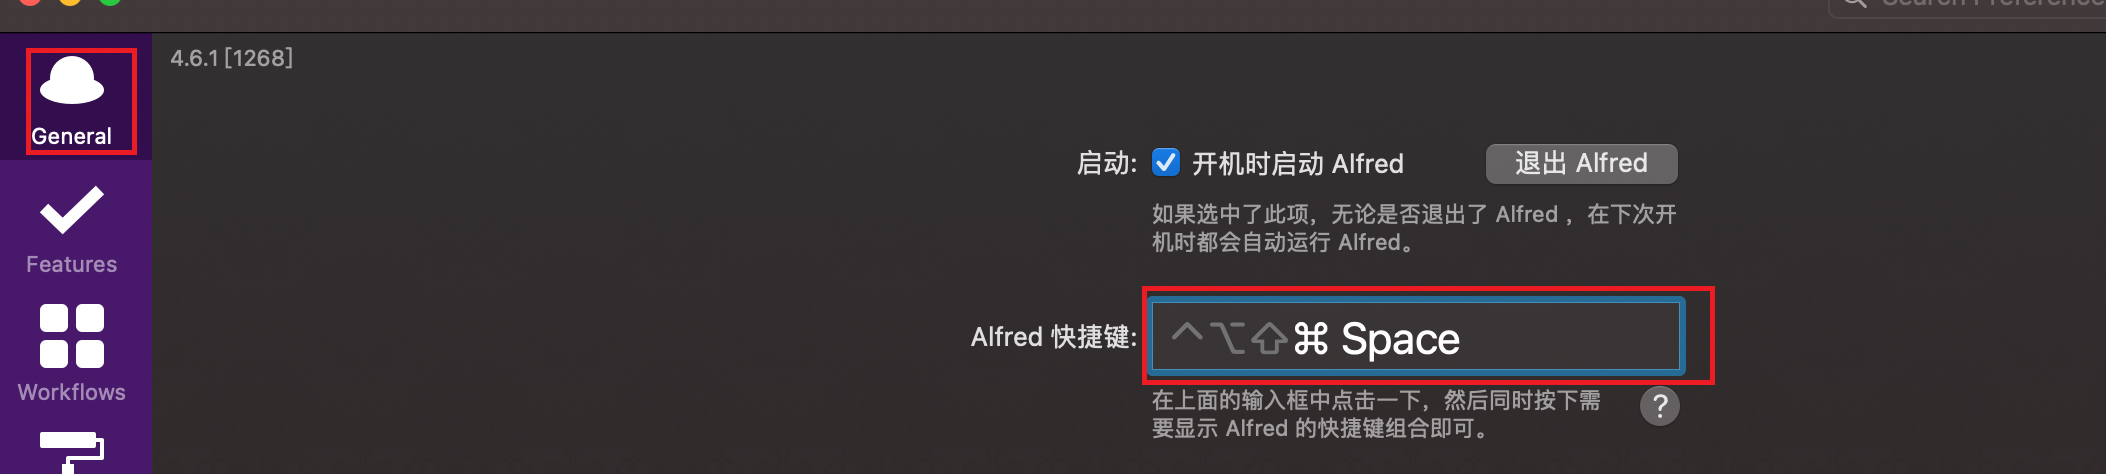 Search Preferences
4.6.1 [1268]
General
启动: 开机时启动 Alfred 退出 Alfred
如果选中了此项，无论是否退出了 Alfred ，在下次开
机时都会自动运行 Alfred。
Features
Alfred 快捷键: ^⌥⇧⌘ Space
Workflows
在上面的输入框中点击一下，然后同时按下需
要显示 Alfred 的快捷键组合即可。
?